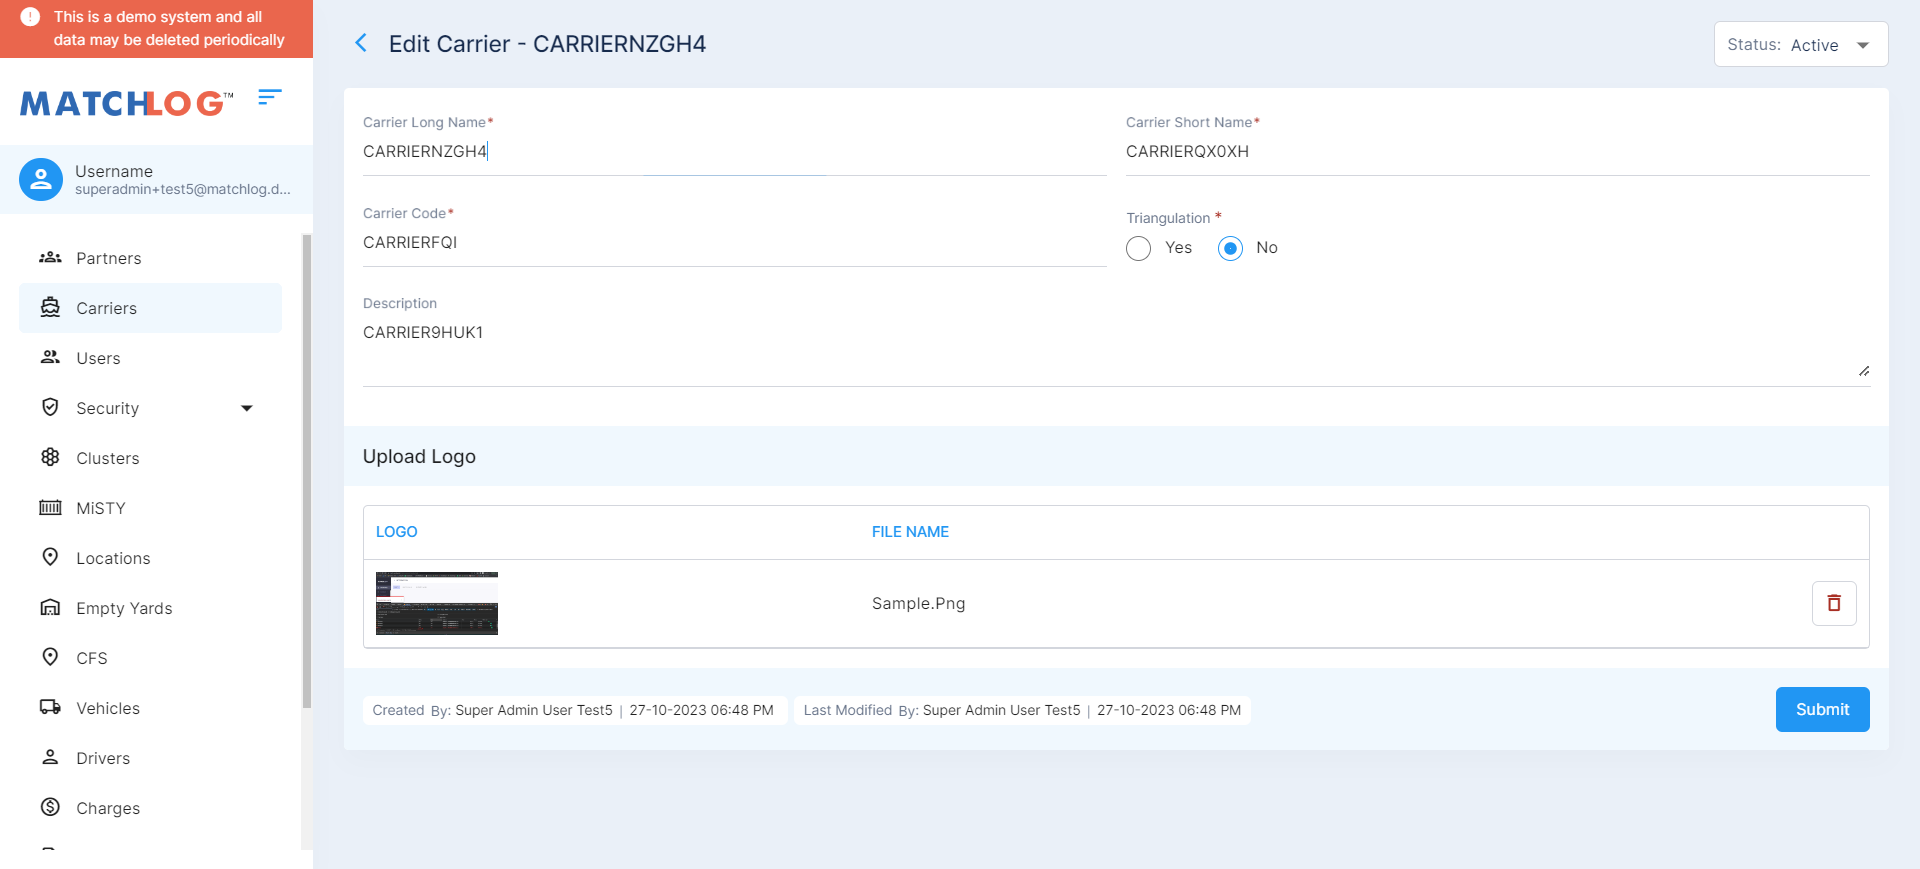 This is a demo system and all
data may be deleted periodically
MATCHLOG™
Username
superadmin+test5@matchlog.d...
Partners
Carriers
Users
Security
Clusters
MiSTY
Locations
Empty Yards
CFS
Vehicles
Drivers
Charges
Edit Carrier - CARRIERNZGH4
Status: Active
Carrier Long Name*
CARRIERNZGH4
Carrier Short Name*
CARRIERQX0XH
Carrier Code*
CARRIERFQI
Triangulation *
Yes No
Description
CARRIER9HUK1
Upload Logo
LOGO FILE NAME
Sample.Png
Created By: Super Admin User Test5 | 27-10-2023 06:48 PM
Last Modified By: Super Admin User Test5 | 27-10-2023 06:48 PM
Submit